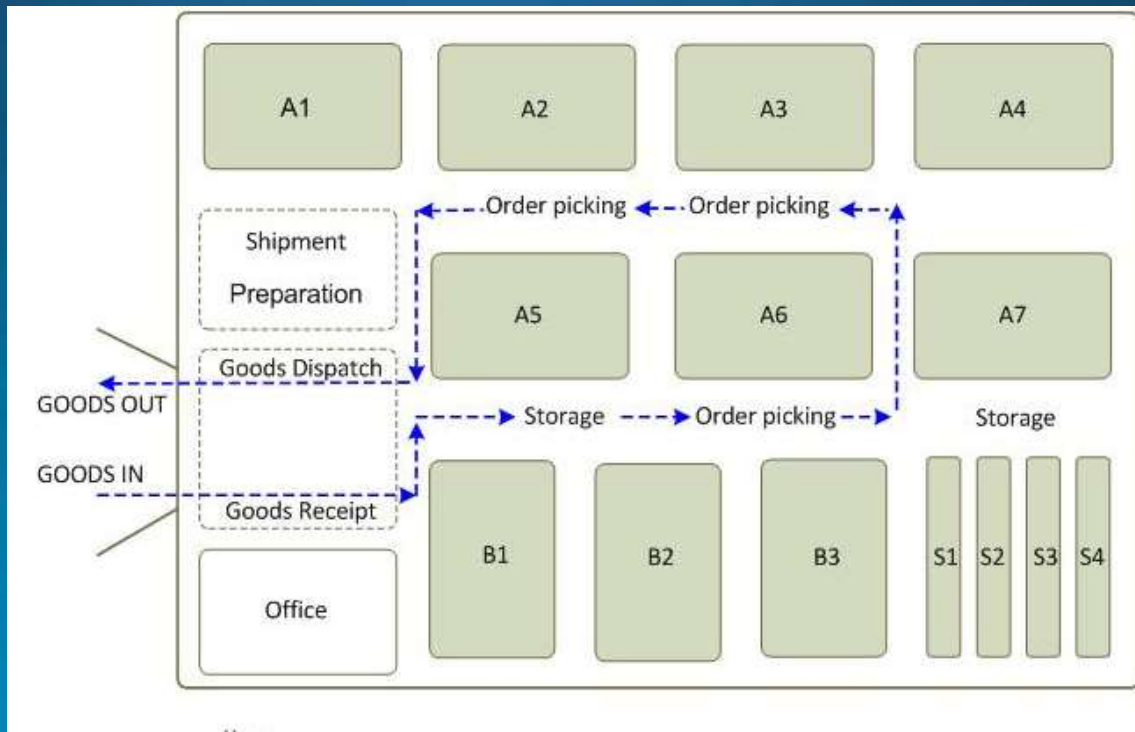 A1
A2
A3
A4
Order picking
Order picking
Shipment
Preparation
A5
A6
A7
Goods Dispatch
GOODS OUT
Storage
Order picking
Storage
GOODS IN
Goods Receipt
B1
B2
B3
S1
S2
S3
S4
Office